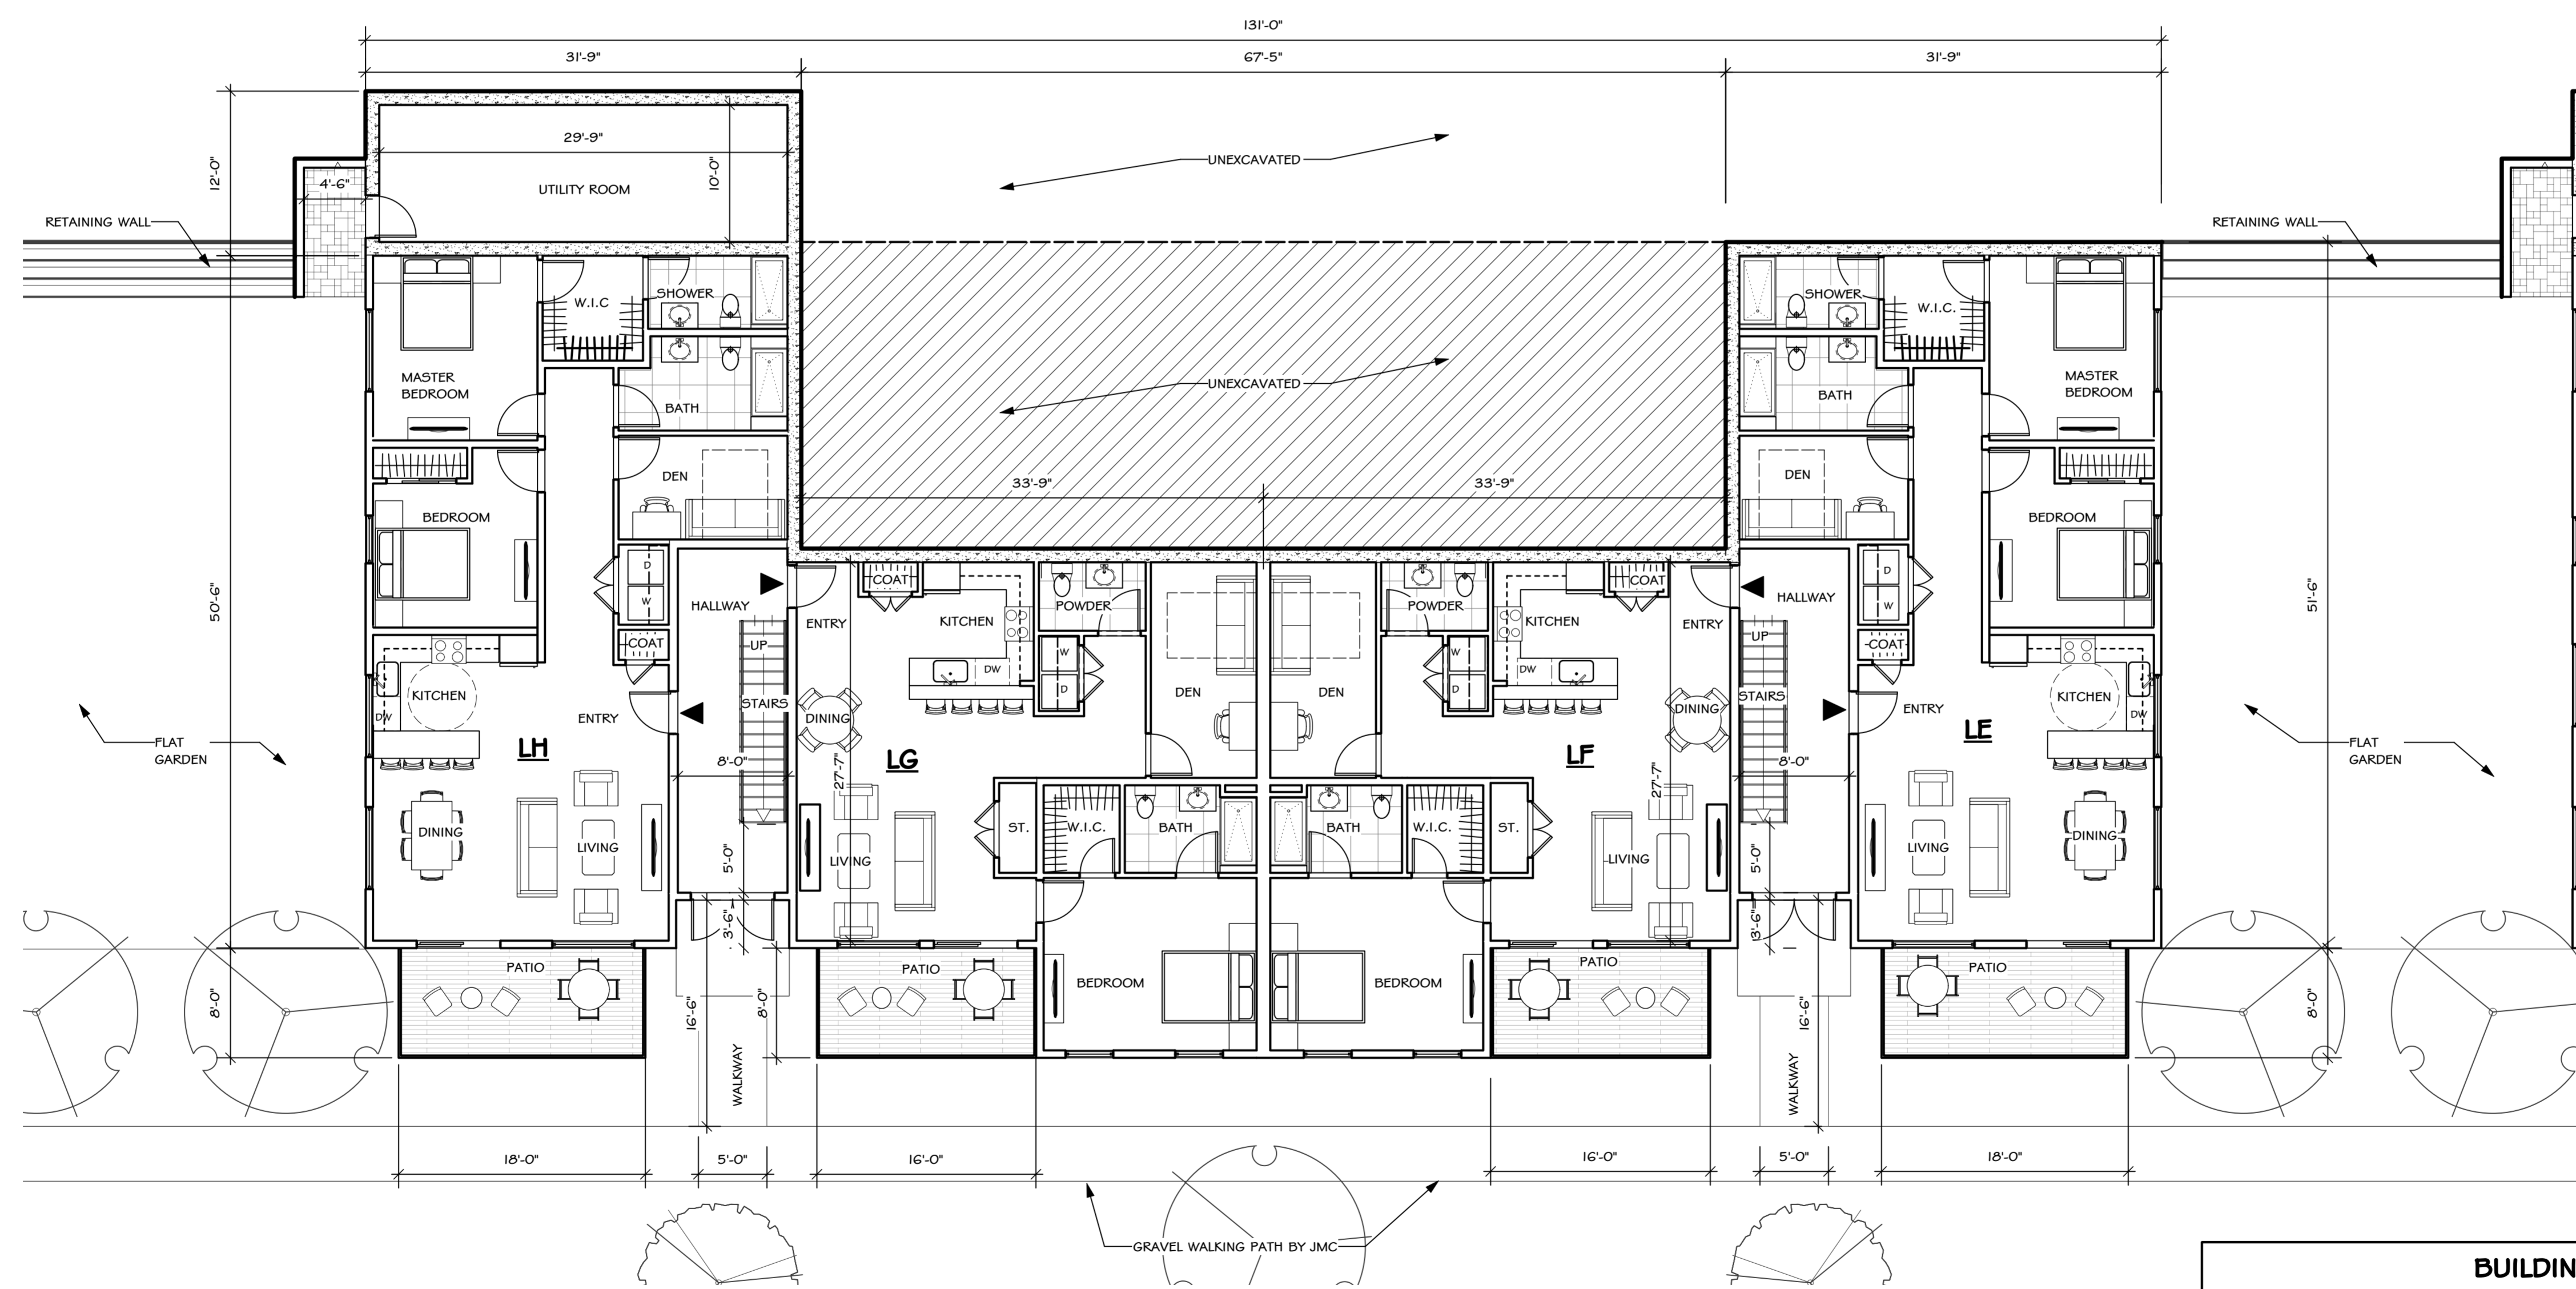 131'-0"
31'-9"
67'-5"
31'-9"
12'-0"
29'-9"
10'-0"
UTILITY ROOM
4'-6"
UNEXCAVATED
RETAINING WALL
RETAINING WALL
W.I.C
SHOWER
SHOWER
W.I.C.
MASTER
BEDROOM
BATH
UNEXCAVATED
BATH
MASTER
BEDROOM
DEN
33'-9"
33'-9"
DEN
BEDROOM
BEDROOM
50'-6"
D
W
HALLWAY
COAT
POWDER
POWDER
COAT
HALLWAY
D
W
51'-6"
ENTRY
KITCHEN
KITCHEN
ENTRY
COAT
UP
W
DW
D
W
DW
D
UP
COAT
KITCHEN
DW
ENTRY
STAIRS
DINING
DEN
DEN
DINING
STAIRS
ENTRY
KITCHEN
DW
FLAT
GARDEN
LH
8'-0"
27'-7"
LG
LF
27'-7"
8'-0"
LE
FLAT
GARDEN
DINING
LIVING
5'-0"
LIVING
ST.
W.I.C.
BATH
BATH
W.I.C.
ST.
LIVING
5'-0"
LIVING
DINING
3'-6"
3'-6"
PATIO
PATIO
PATIO
PATIO
8'-0"
16'-6"
8'-0"
BEDROOM
BEDROOM
16'-6"
8'-0"
WALKWAY
WALKWAY
18'-0"
5'-0"
16'-0"
16'-0"
5'-0"
18'-0"
GRAVEL WALKING PATH BY JMC
BUILDIN